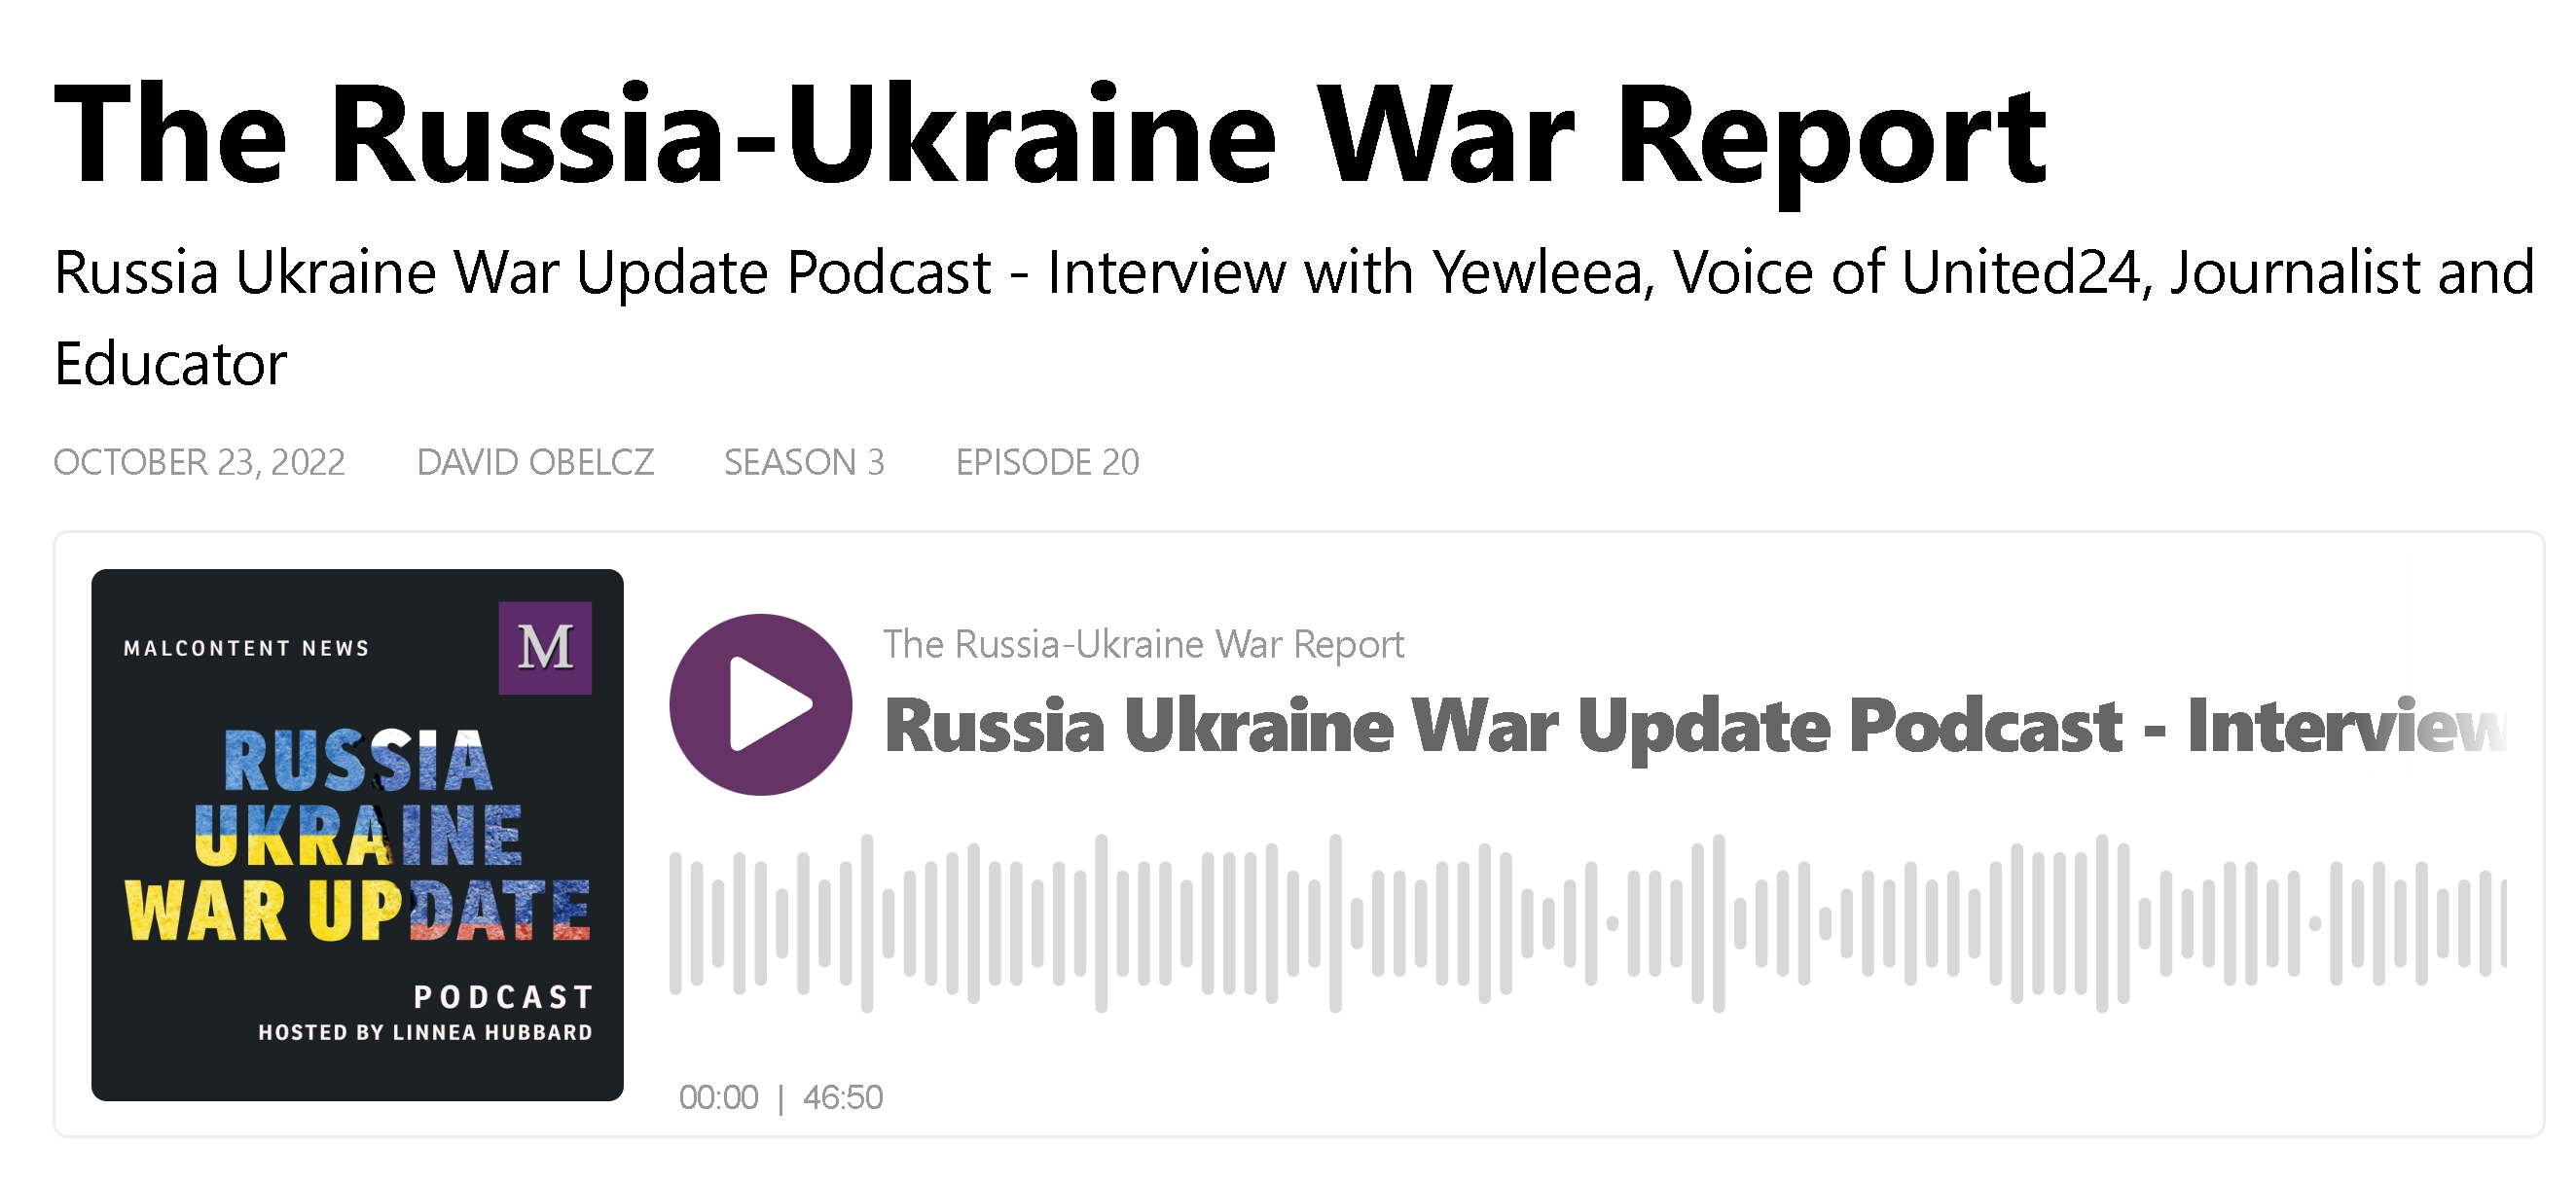 The Russia-Ukraine War Report
Russia Ukraine War Update Podcast - Interview with Yewleea, Voice of United24, Journalist and
Educator
OCTOBER 23, 2022 DAVID OBELCZ SEASON 3 EPISODE 20
MALCONTENT NEWS
M
RUSSIA
UKRAINE
WAR UPDATE
PODCAST
HOSTED BY LINNEA HUBBARD
The Russia-Ukraine War Report
Russia Ukraine War Update Podcast - Interview
00:00 | 46:50